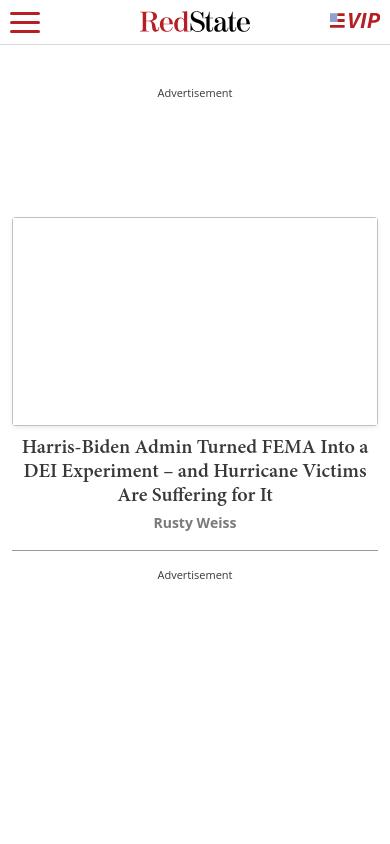 RedState
VIP
Advertisement
Harris-Biden Admin Turned FEMA Into a
DEI Experiment – and Hurricane Victims
Are Suffering for It
Rusty Weiss
Advertisement